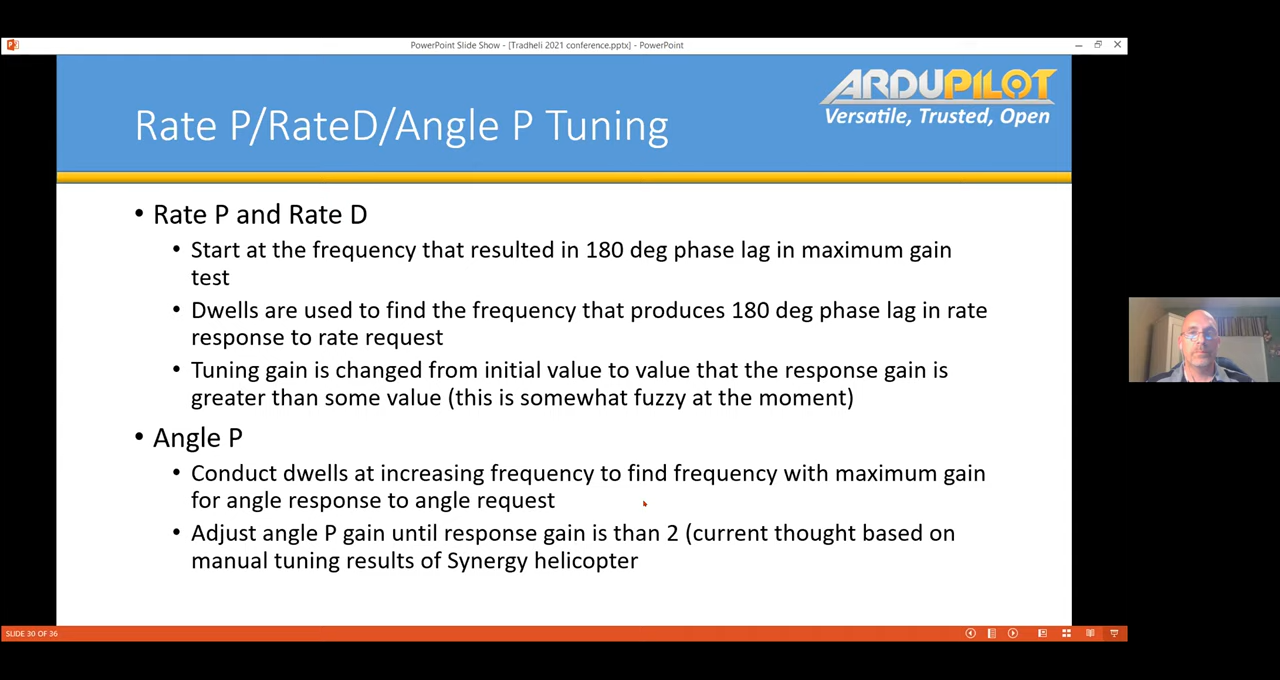 PowerPoint Slide Show - [Tradheli 2021 conference.pptx] - PowerPoint
ARDUPILOT
Versatile, Trusted, Open
Rate P/RateD/Angle P Tuning
• Rate P and Rate D
• Start at the frequency that resulted in 180 deg phase lag in maximum gain
test
• Dwells are used to find the frequency that produces 180 deg phase lag in rate
response to rate request
• Tuning gain is changed from initial value to value that the response gain is
greater than some value (this is somewhat fuzzy at the moment)
• Angle P
• Conduct dwells at increasing frequency to find frequency with maximum gain
for angle response to angle request
• Adjust angle P gain until response gain is than 2 (current thought based on
manual tuning results of Synergy helicopter
SLIDE 30 OF 36